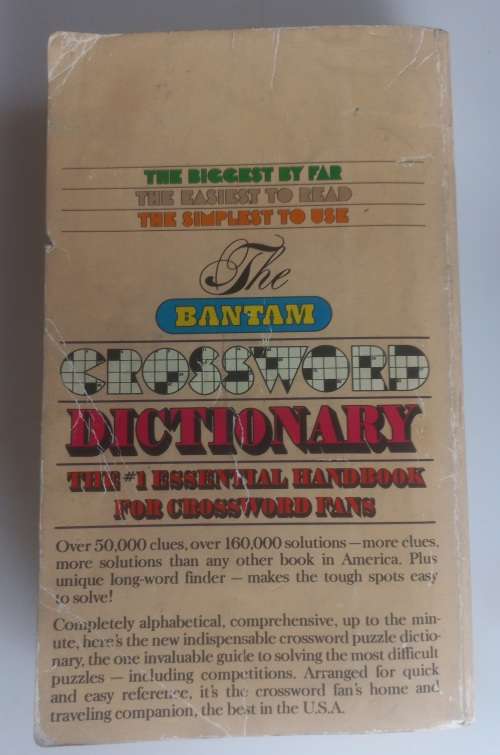 THE BIGGEST BY FAR
THE EASIEST TO READ
THE SIMPLEST TO USE
The
BANTAM
CROSSWORD
DICTIONARY
THE #1 ESSENTIAL HANDBOOK
FOR CROSSWORD FANS
Over 50,000 clues, over 160,000 solutions — more clues,
more solutions than any other book in America. Plus
unique long-word finder — makes the tough spots easy
to solve!
Completely alphabetical, comprehensive, up to the min-
ute, here's the new indispensable crossword puzzle dictio-
nary, the one invaluable guide to solving the most difficult
puzzles — including competitions. Arranged for quick
and easy reference, it's the crossword fan's home and
traveling companion, the best in the U.S.A.